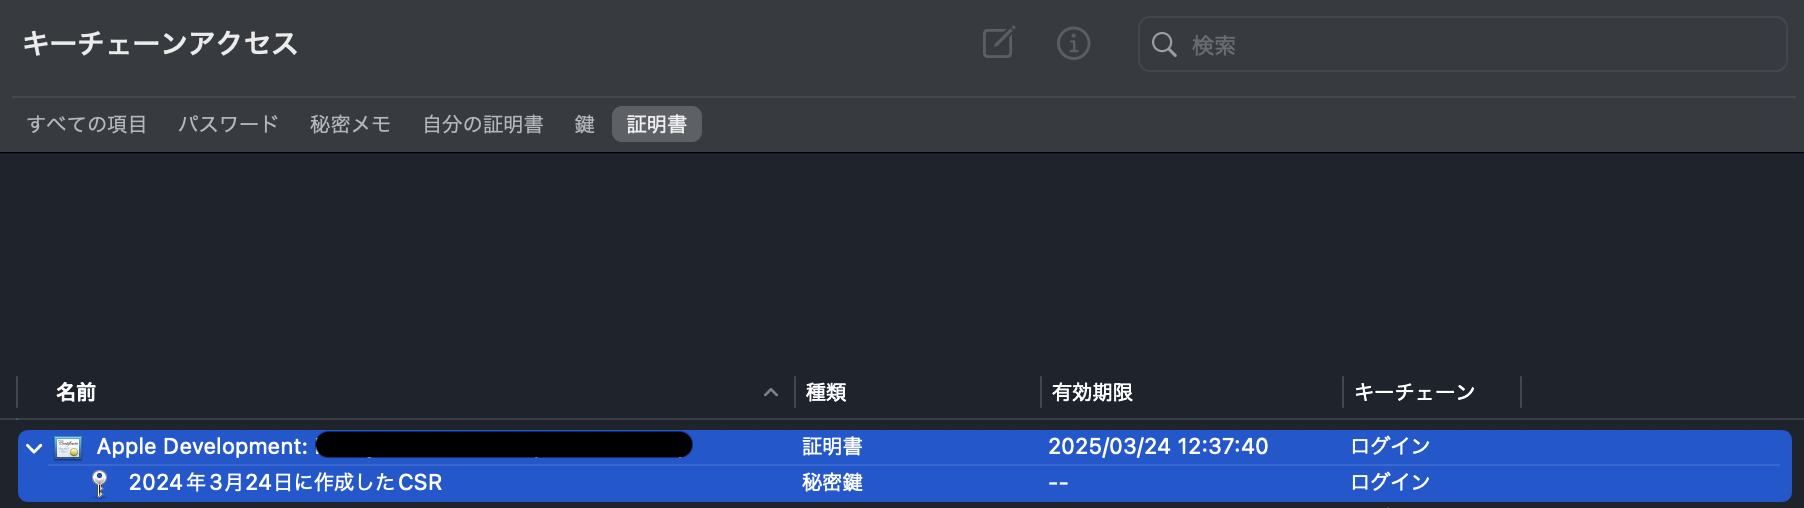 キーチェーンアクセス
検索
すべての項目 パスワード 秘密メモ 自分の証明書 鍵 証明書
名前 種類 有効期限 キーチェーン
Apple Development: 証明書 2025/03/24 12:37:40 ログイン
2024年3月24日に作成したCSR 秘密鍵 -- ログイン